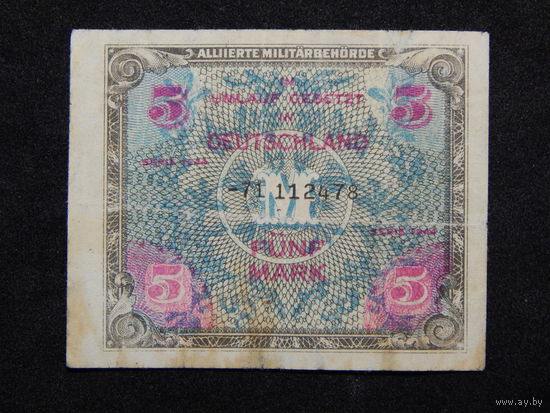 ALLIIERTE MILITÄRBEHÖRDE
5 IN 5
UMLAUF GESETZT
IN
DEUTSCHLAND
SERIE 1944
-71 112478
M
SERIE 1944
FÜNF
MARK
5 5
www.ay.by